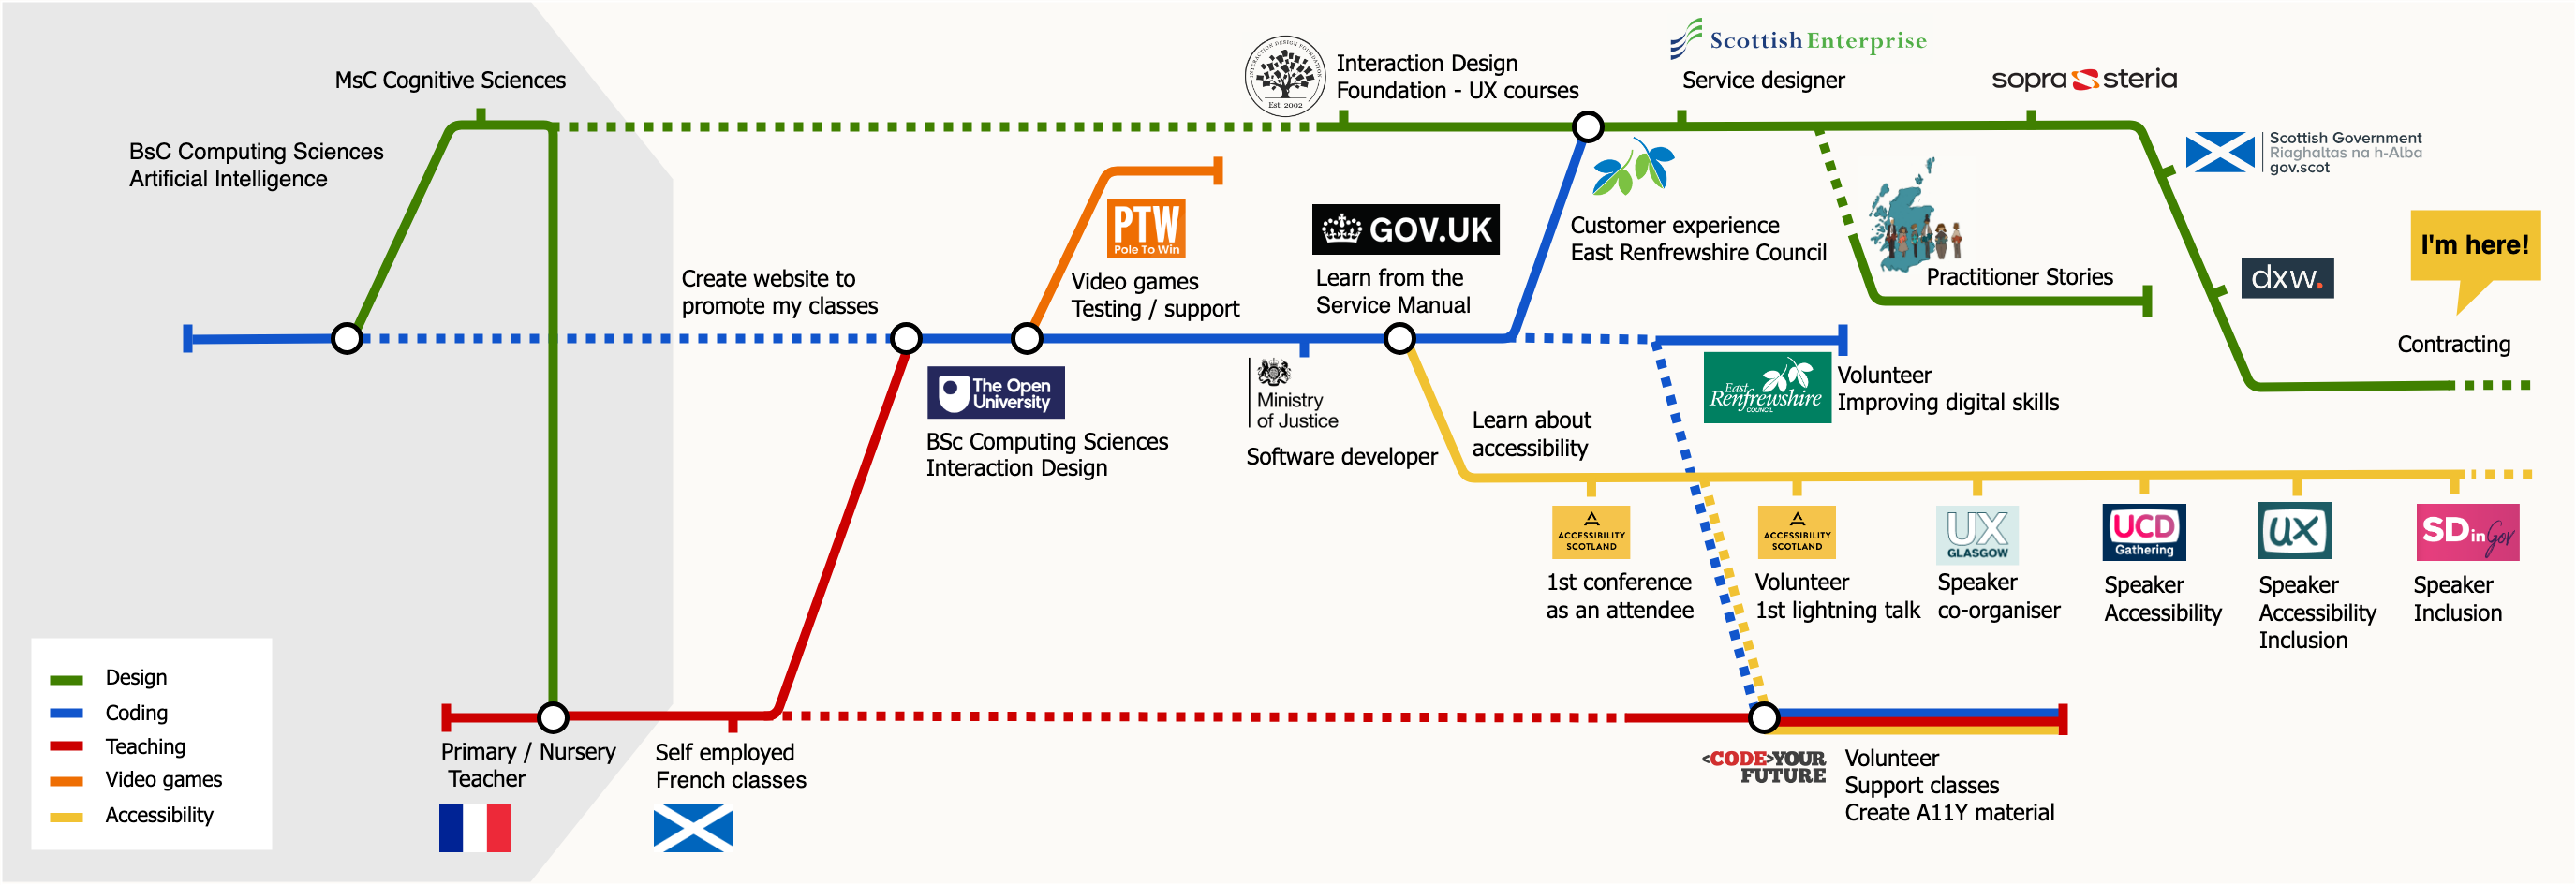 MsC Cognitive Sciences
BsC Computing Sciences
Artificial Intelligence
INTERACTION DESIGN FOUNDATION
Est. 2002
Interaction Design
Foundation - UX courses
Scottish Enterprise
Service designer
sopra steria
Scottish Government
Riaghaltas na h-Alba
gov.scot
PTW
Pole To Win
Video games
Testing / support
GOV.UK
Learn from the
Service Manual
Customer experience
East Renfrewshire Council
Practitioner Stories
dxw.
I'm here!
Contracting
Create website to
promote my classes
The Open
University
BSc Computing Sciences
Interaction Design
Ministry
of Justice
Software developer
Learn about
accessibility
East
Renfrewshire
COUNCIL
Volunteer
Improving digital skills
ACCESSIBILITY
SCOTLAND
1st conference
as an attendee
ACCESSIBILITY
SCOTLAND
Volunteer
1st lightning talk
UX
GLASGOW
Speaker
co-organiser
UCD
Gathering
Speaker
Accessibility
UX
Speaker
Accessibility
Inclusion
SD in Gov
Speaker
Inclusion
Design
Coding
Teaching
Video games
Accessibility
Primary / Nursery
Teacher
Self employed
French classes
<CODE>YOUR
FUTURE
Volunteer
Support classes
Create A11Y material